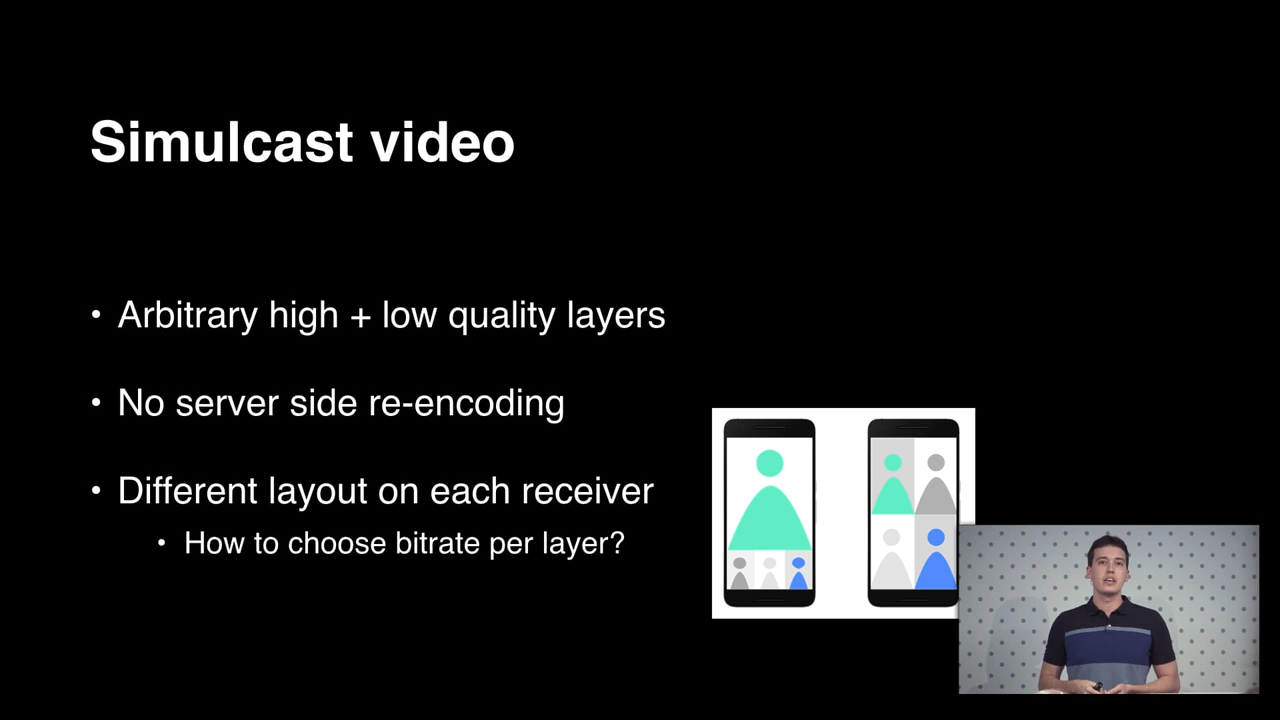 Simulcast video
• Arbitrary high + low quality layers
• No server side re-encoding
• Different layout on each receiver
• How to choose bitrate per layer?